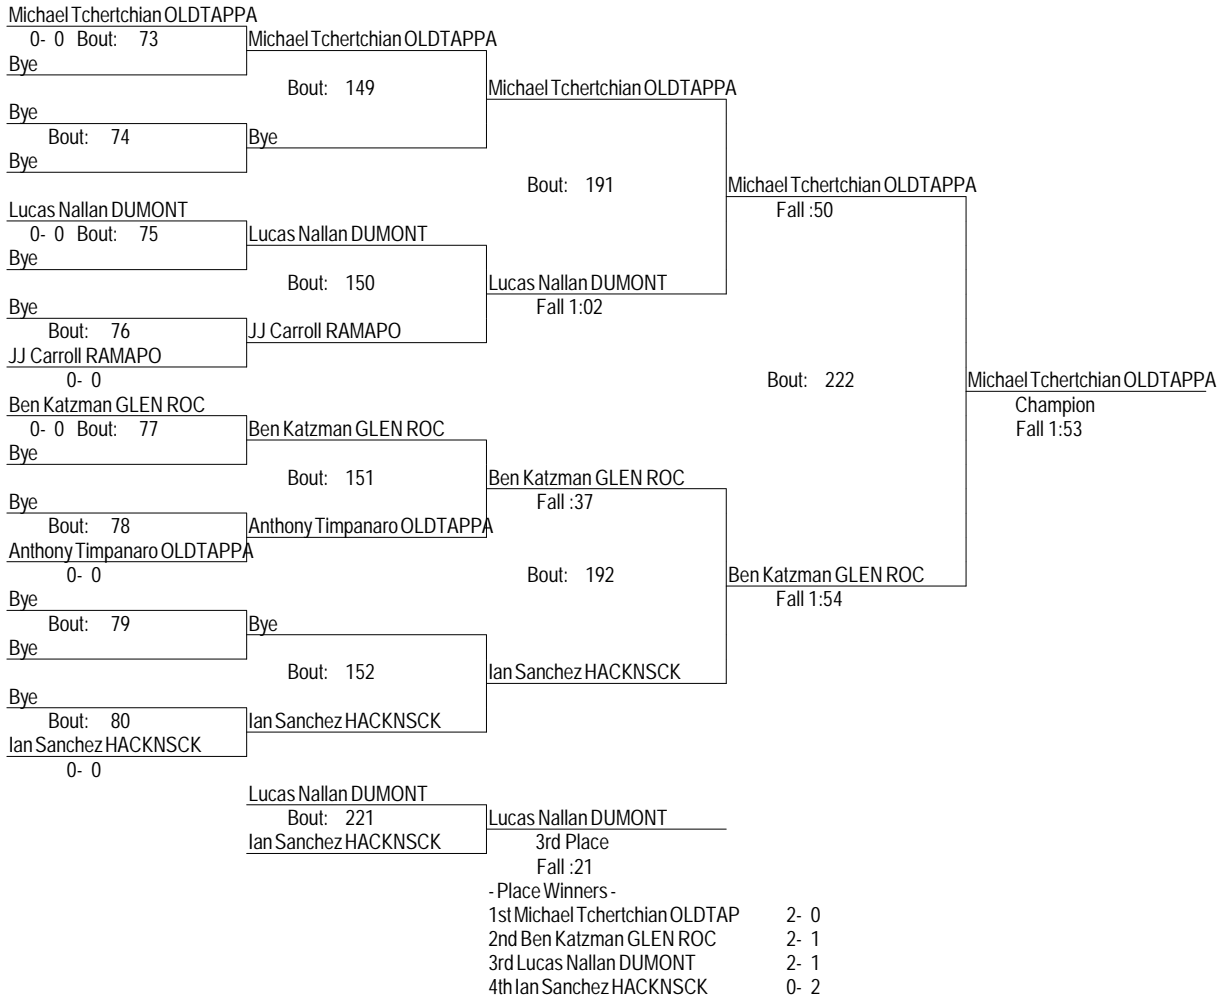 Michael Tchertchian OLDTAPPA
0- 0 Bout: 73
Michael Tchertchian OLDTAPPA
Bye
Bout: 149
Michael Tchertchian OLDTAPPA
Bye
Bout: 74
Bye
Bye
Bout: 191
Michael Tchertchian OLDTAPPA
Fall :50
Lucas Nallan DUMONT
0- 0 Bout: 75
Lucas Nallan DUMONT
Bye
Bout: 150
Lucas Nallan DUMONT
Fall 1:02
Bye
Bout: 76
JJ Carroll RAMAPO
JJ Carroll RAMAPO
0- 0
Bout: 222
Michael Tchertchian OLDTAPPA
Champion
Fall 1:53
Ben Katzman GLEN ROC
0- 0 Bout: 77
Ben Katzman GLEN ROC
Bye
Bout: 151
Ben Katzman GLEN ROC
Fall :37
Bye
Bout: 78
Anthony Timpanaro OLDTAPPA
Anthony Timpanaro OLDTAPPA
0- 0
Bout: 192
Ben Katzman GLEN ROC
Fall 1:54
Bye
Bout: 79
Bye
Bye
Bout: 152
Ian Sanchez HACKNSCK
Bye
Bout: 80
Ian Sanchez HACKNSCK
Ian Sanchez HACKNSCK
0- 0
Lucas Nallan DUMONT
Bout: 221
Lucas Nallan DUMONT
Ian Sanchez HACKNSCK
3rd Place
Fall :21
- Place Winners -
1st Michael Tchertchian OLDTAP 2- 0
2nd Ben Katzman GLEN ROC 2- 1
3rd Lucas Nallan DUMONT 2- 1
4th Ian Sanchez HACKNSCK 0- 2